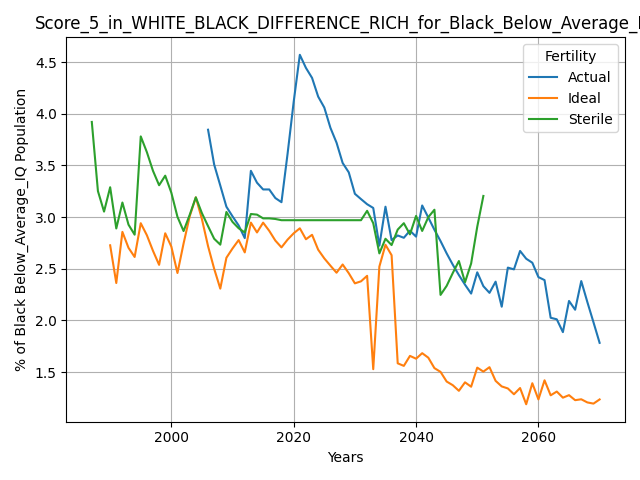 Score_5_in_WHITE_BLACK_DIFFERENCE_RICH_for_Black_Below_Average_I
% of Black Below_Average_IQ Population
4.5
4.0
3.5
3.0
2.5
2.0
1.5
Fertility
Actual
Ideal
Sterile
2000
2020
2040
2060
Years